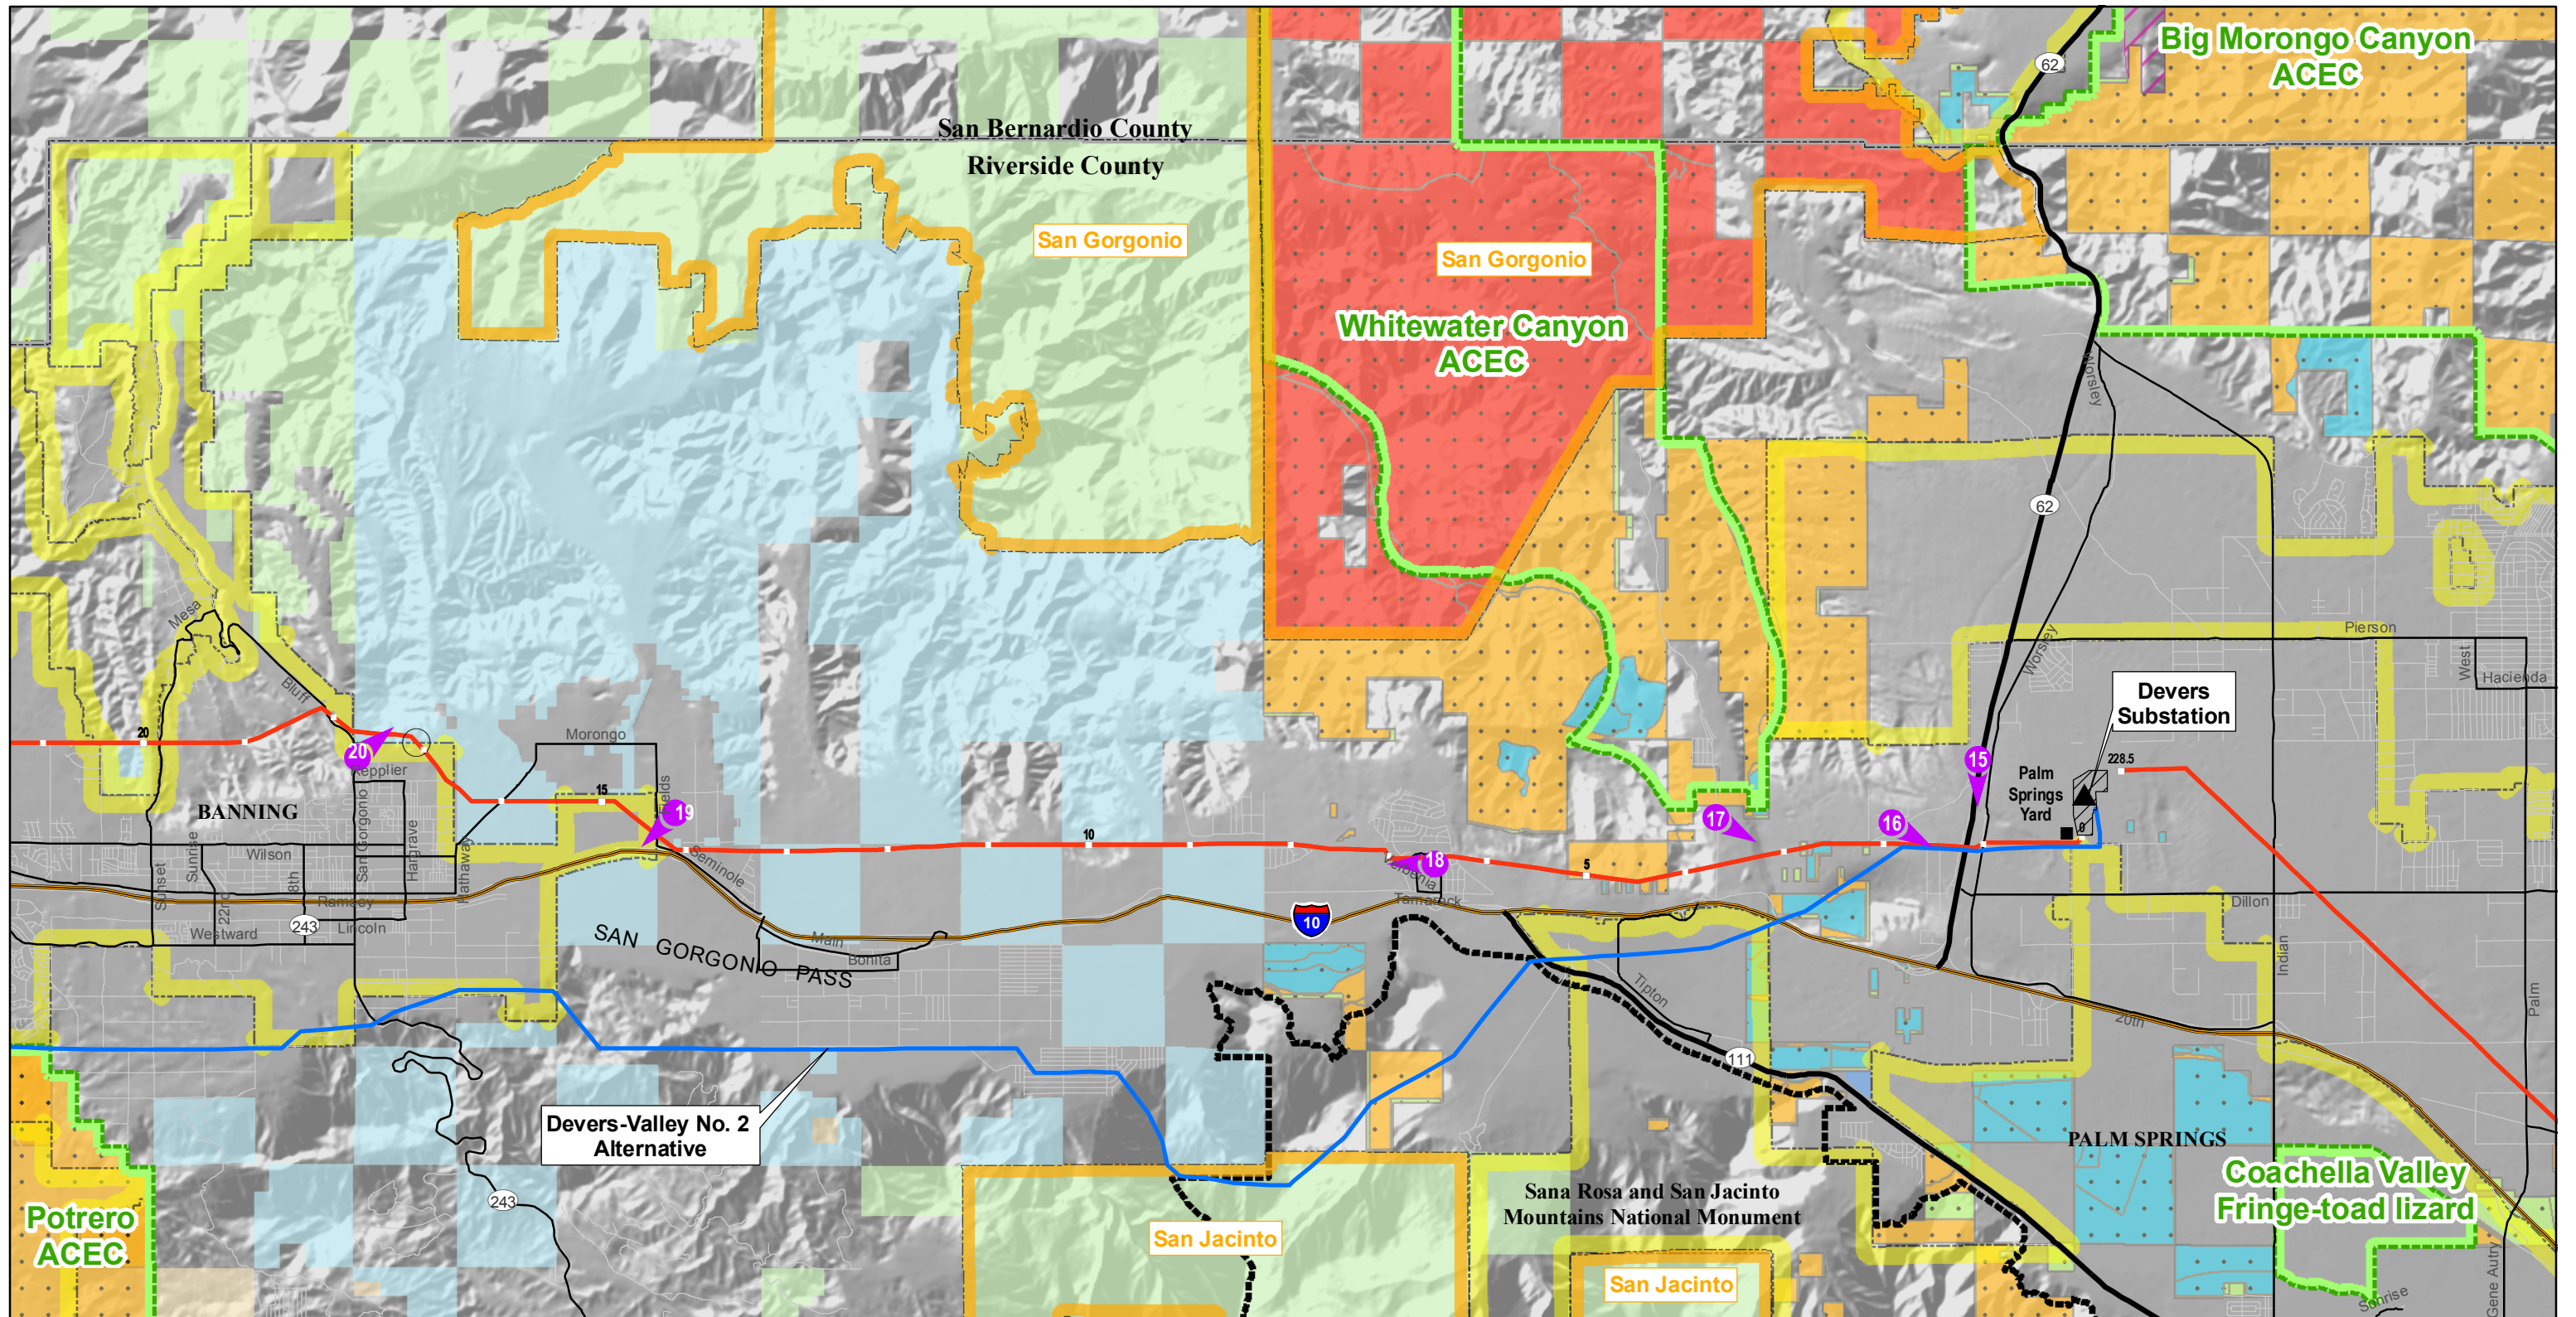 Big Morongo Canyon
ACEC
62
San Bernardio County
Riverside County
San Gorgonio
San Gorgonio
Whitewater Canyon
ACEC
Worsley
62
Mesa
Pierson
Worsley
West
Hacienda
Bluff
Devers
Substation
20
Morongo
15
228.5
20
Repplier
Palm
Springs
Yard
BANNING
15
Fields
19
17
16
0
San Gorgonio
10
Sunrise
Wilson
Hargrave
Hathaway
Seminole
18
5
8th
Sunset
22nd
Ramsey
Tamarack
Dillon
243
Lincoln
10
Westward
Main
SAN GORGONIO PASS
Bonita
Indian
Tipton
Palm
20th
111
Devers-Valley No. 2
Alternative
PALM SPRINGS
Coachella Valley
Fringe-toad lizard
Sana Rosa and San Jacinto
Mountains National Monument
243
Potrero
ACEC
San Jacinto
San Jacinto
Gene Autry
Sunrise